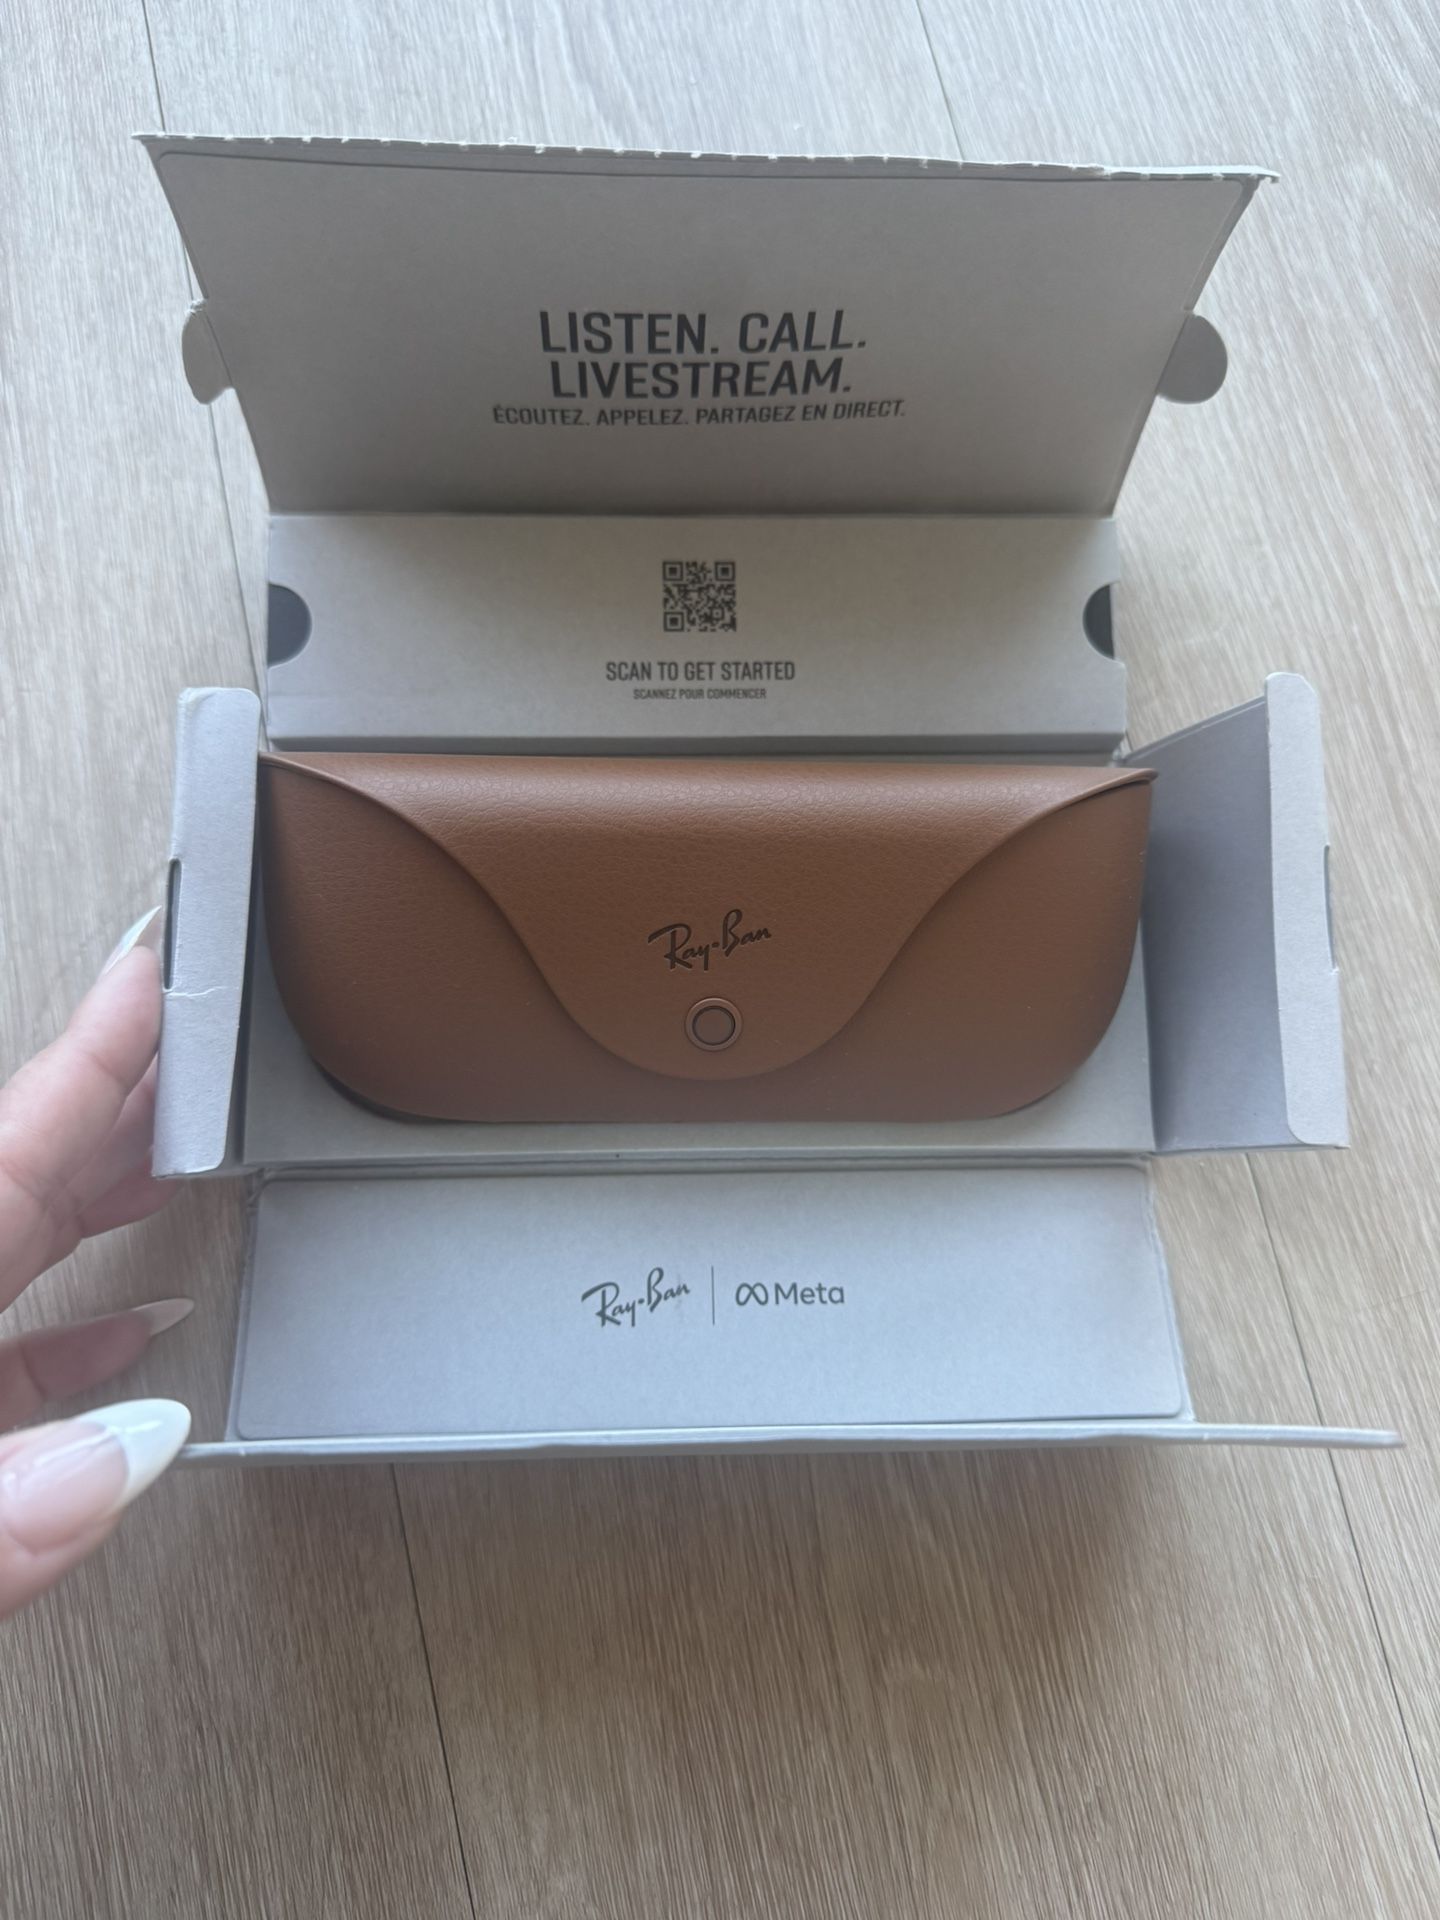 LISTEN. CALL.
LIVESTREAM.
ÉCOUTEZ. APPELEZ. PARTAGEZ EN DIRECT.
SCAN TO GET STARTED
SCANNEZ POUR COMMENCER
Ray-Ban
Ray-Ban | Meta